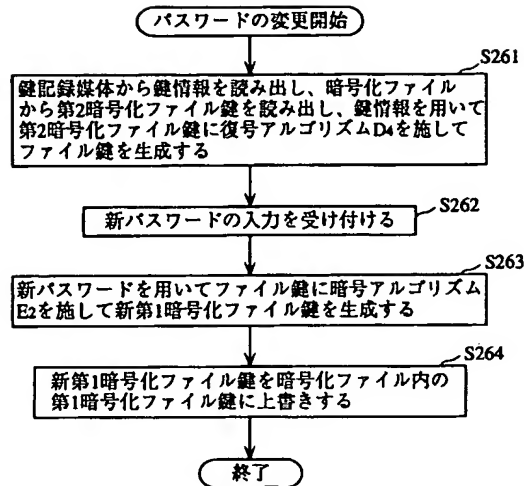 パスワードの変更開始
S261
鍵記録媒体から鍵情報を読み出し、暗号化ファイル
から第2暗号化ファイル鍵を読み出し、鍵情報を用いて
第2暗号化ファイル鍵に復号アルゴリズムD4を施して
ファイル鍵を生成する
S262
新パスワードの入力を受け付ける
S263
新パスワードを用いてファイル鍵に暗号アルゴリズム
E2を施して新第1暗号化ファイル鍵を生成する
S264
新第1暗号化ファイル鍵を暗号化ファイル内の
第1暗号化ファイル鍵に上書きする
終了